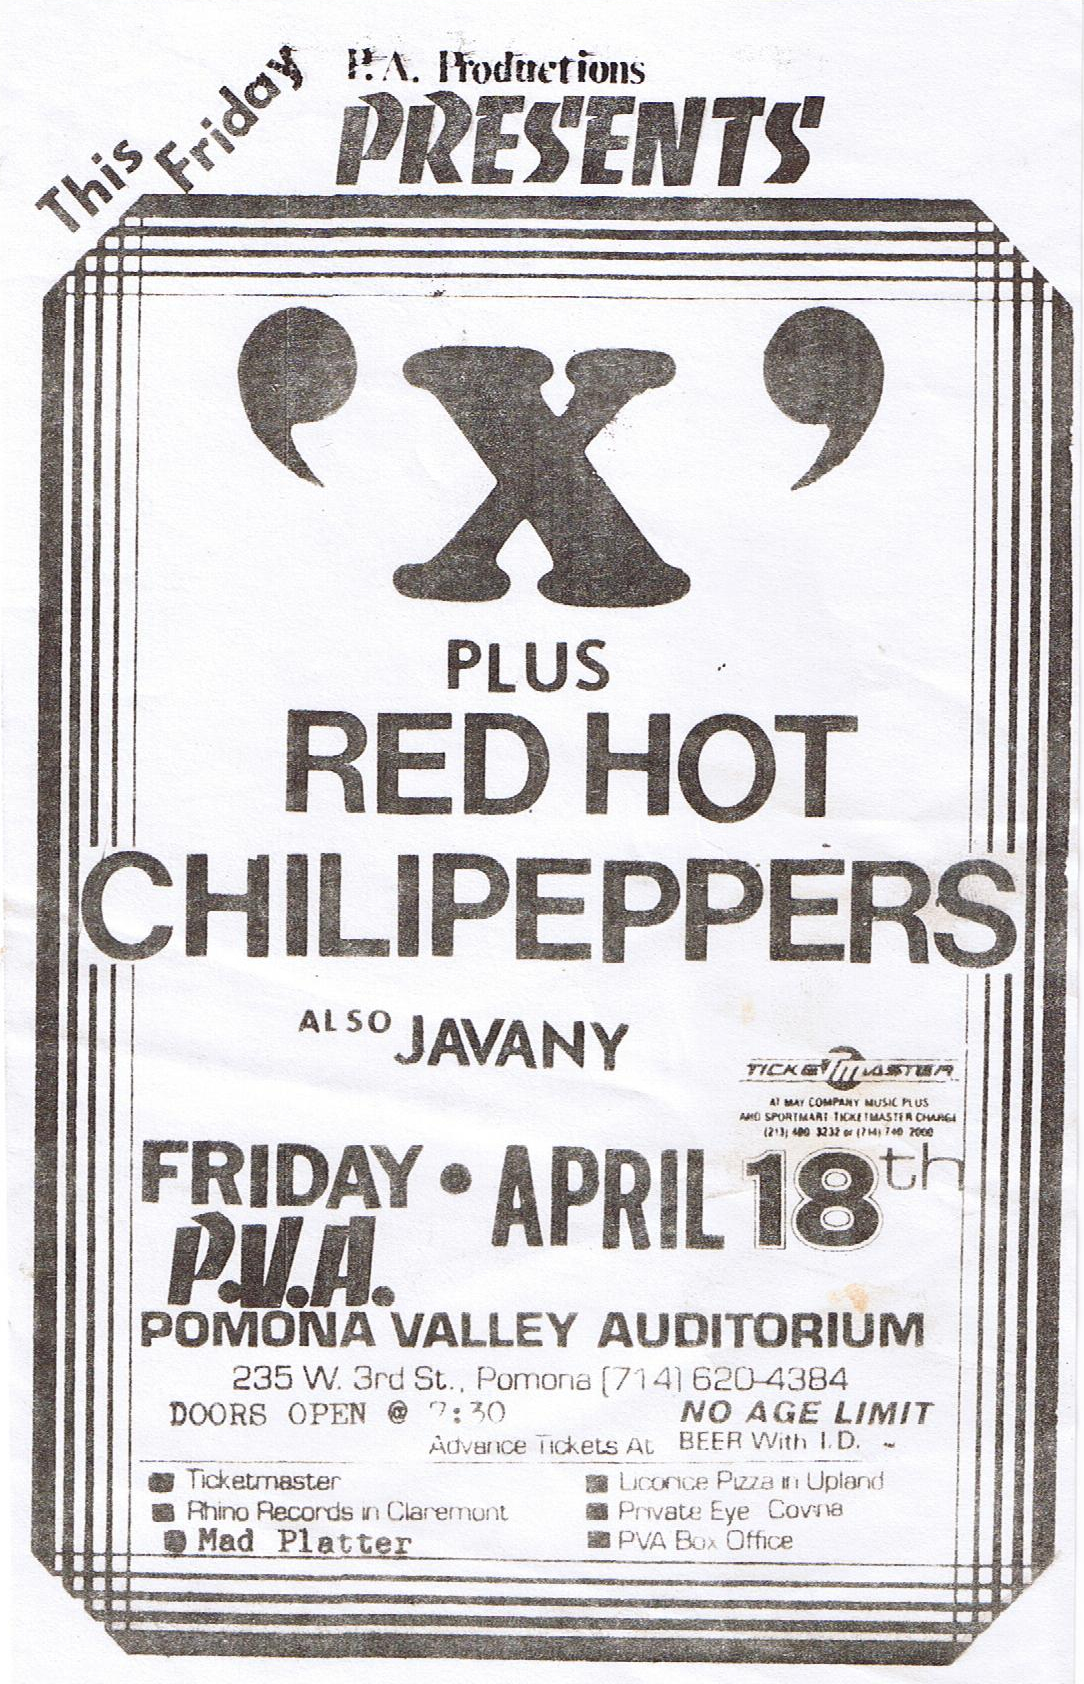 This Friday
P.A. Productions
PRESENTS
'X'
PLUS
RED HOT
CHILIPEPPERS
ALSO JAVANY
TICKETMASTER
AT MAY COMPANY MUSIC PLUS
AND SPORTMART TICKETMASTER CHARGE
(213) 480 3232 or (714) 740 2000
FRIDAY • APRIL 18th
P.V.A.
POMONA VALLEY AUDITORIUM
235 W. 3rd St., Pomona (714) 620-4384
DOORS OPEN @ 7:30 NO AGE LIMIT
Advance Tickets At BEER With I.D.
Ticketmaster
Licorice Pizza in Upland
Rhino Records in Claremont
Private Eye Covina
Mad Platter
PVA Box Office